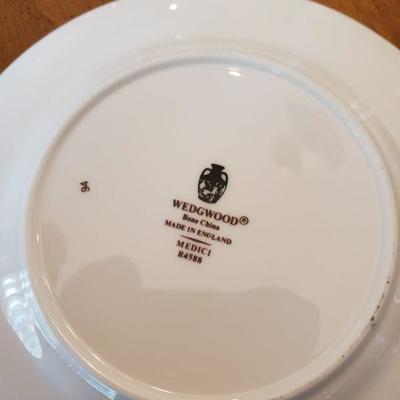 WEDGWOOD®
Bone China
MADE IN ENGLAND
MEDICI
R4588
94